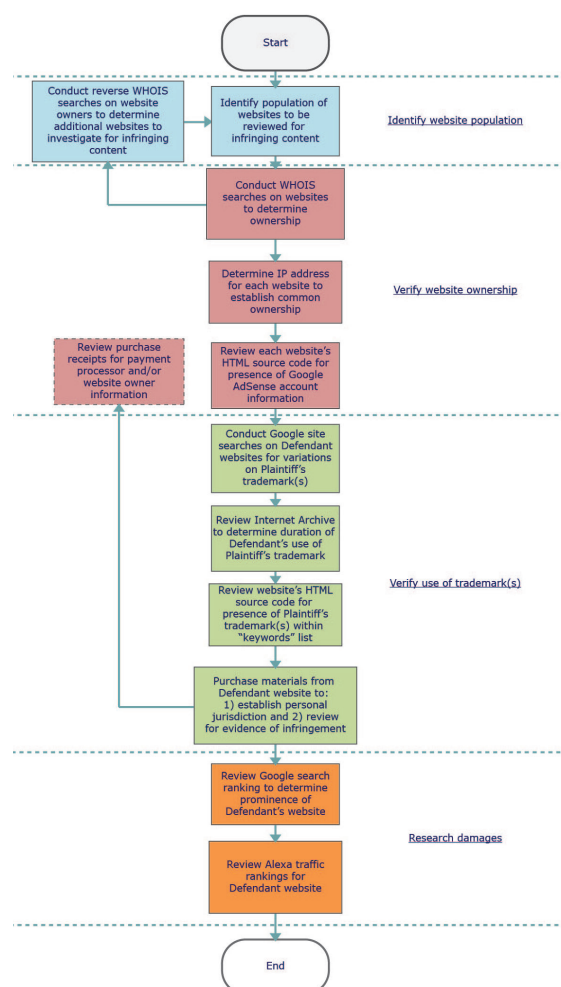 Start
Conduct reverse WHOIS
searches on website
owners to determine
additional websites to
investigate for infringing
content
Identify population of
websites to be
reviewed for
infringing content
Identify website population
Conduct WHOIS
searches on websites
to determine
ownership
Determine IP address
for each website to
establish common
ownership
Verify website ownership
Review purchase
receipts for payment
processor and/or
website owner
information
Review each website's
HTML source code for
presence of Google
AdSense account
information
Conduct Google site
searches on Defendant
websites for variations
on Plaintiff's
trademark(s)
Review Internet Archive
to determine duration of
Defendant's use of
Plaintiff's trademark
Verify use of trademark(s)
Review website's HTML
source code for
presence of Plaintiff's
trademark(s) within
"keywords" list
Purchase materials from
Defendant website to:
1) establish personal
jurisdiction and 2) review
for evidence of infringement
Review Google search
ranking to determine
prominence of
Defendant's website
Research damages
Review Alexa traffic
rankings for
Defendant website
End